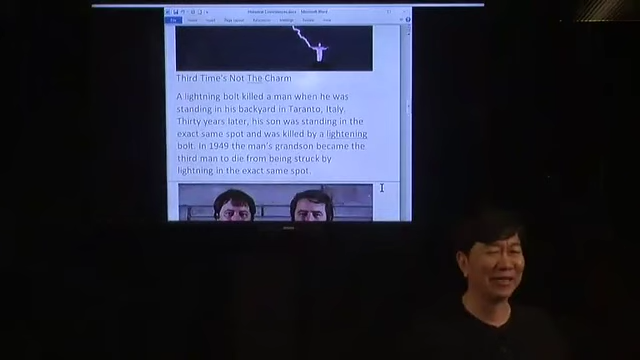 Third Time's Not The Charm
A lightning bolt killed a man when he was
standing in his backyard in Taranto, Italy.
Thirty years later, his son was standing in the
exact same spot and was killed by a lightening
bolt. In 1949 the man's grandson became the
third man to die from being struck by
lightning in the exact same spot.